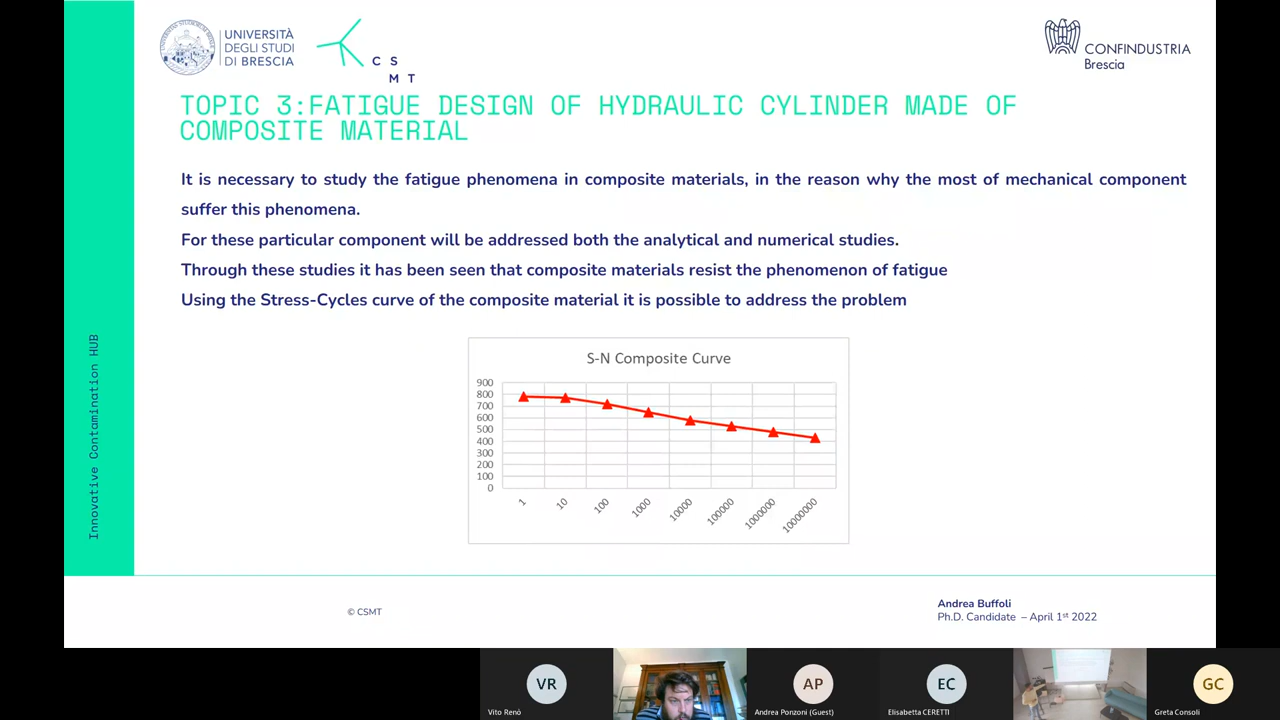 UNIVERSITÀ
DEGLI STUDI
DI BRESCIA
C S
M T
CONFINDUSTRIA
Brescia
TOPIC 3:FATIGUE DESIGN OF HYDRAULIC CYLINDER MADE OF
COMPOSITE MATERIAL
It is necessary to study the fatigue phenomena in composite materials, in the reason why the most of mechanical component
suffer this phenomena.
For these particular component will be addressed both the analytical and numerical studies.
Through these studies it has been seen that composite materials resist the phenomenon of fatigue
Using the Stress-Cycles curve of the composite material it is possible to address the problem
Innovative Contamination HUB
S-N Composite Curve
900
800
700
600
500
400
300
200
100
0
1
10
100
1000
10000
100000
1000000
10000000
© CSMT
Andrea Buffoli
Ph.D. Candidate – April 1st 2022
VR
AP
EC
GC
Vito Renò
Andrea Ponzoni (Guest)
Elisabetta CERETTI
Greta Consoli